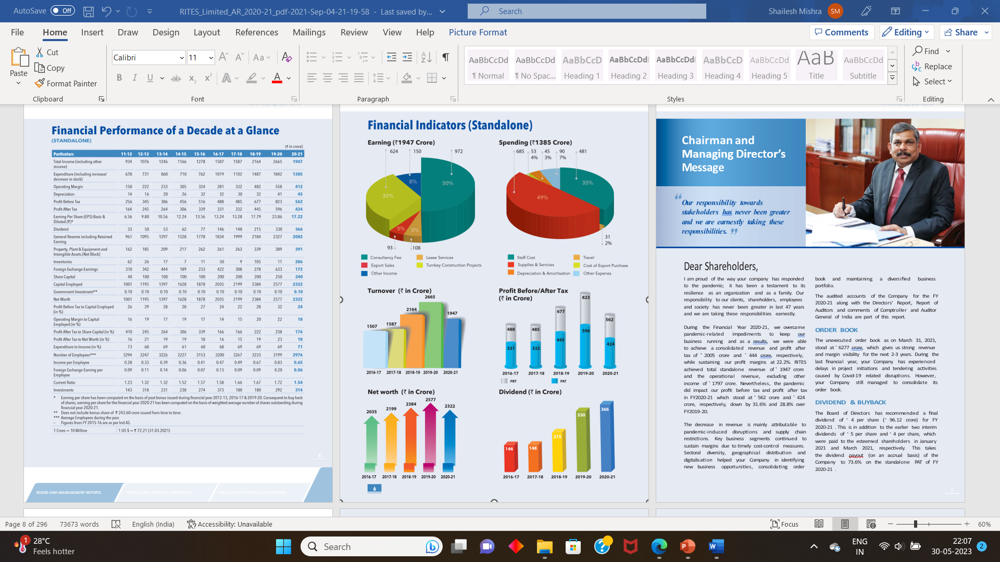 AutoSave Off RITES_Limited_AR_2020-21_pdf-2021-Sep-04-21-19-58 - Last saved by... Search Shailesh Mishra SM
File Home Insert Draw Design Layout References Mailings Review View Help Picture Format Comments Editing Share
Paste
Cut
Copy
Format Painter
Calibri 11
Clipboard Font Paragraph Styles Editing
AaBbCcDd AaBbCcDd AaBbCcD AaBbCcDdI AaBbCcDdI AaBbCcD AaBbCcDd AaB AaBbCcDd
¶ Normal ¶ No Spac... Heading 1 Heading 2 Heading 3 Heading 4 Heading 5 Title Subtitle
Find
Replace
Select
Financial Performance of a Decade at a Glance
(STANDALONE)
(₹ in crore)
Particulars 11-12 12-13 13-14 14-15 15-16 16-17 17-18 18-19 19-20 20-21
Total Income (including other income) 934 1076 1246 1166 1278 1507 1587 2164 2665 1947
Expenditure (including increase/ decrease in stock) 678 731 860 710 762 1019 1102 1487 1842 1385
Operating Margin 158 222 233 305 324 281 332 482 558 412
Depreciation 14 16 20 26 32 32 30 32 41 45
Profit Before Tax 256 345 386 456 516 488 485 677 823 562
Profit After Tax 164 245 264 306 339 331 332 445 596 424
Earning Per Share (EPS)-Basic & Diluted (₹)* 6.56 9.80 10.56 12.24 13.56 13.24 13.28 17.79 23.86 17.22
Dividend 33 50 53 62 77 146 148 215 330 366
General Reserve including Retained Earning 961 1095 1297 1528 1778 1834 1999 2184 2327 2082
Property, Plant & Equipment and Intangible Assets (Net Block) 162 185 209 217 262 261 263 339 389 391
Inventories 62 26 17 7 11 50 9 105 11 286
Foreign Exchange Earnings 310 342 444 189 233 422 308 278 633 172
Share Capital 40 100 100 100 100 200 200 200 250 240
Capital Employed 1001 1195 1397 1628 1878 2035 2199 2384 2577 2322
Government Investment** 0.10 0.10 0.10 0.10 0.10 0.10 0.10 0.10 0.10 0.10
Net Worth 1001 1195 1397 1628 1878 2035 2199 2384 2577 2322
Profit Before Tax to Capital Employed (in %) 26 29 28 28 27 24 22 28 32 24
Operating Margin to Capital Employed (in %) 16 19 17 19 17 14 15 20 22 18
Profit After Tax to Share Capital (in %) 410 245 264 306 339 166 166 222 238 176
Profit After Tax to Net Worth (in %) 16 21 19 19 18 16 15 19 23 18
Expenditure to Income (in %) 73 68 69 61 60 68 69 69 69 71
Number of Employees*** 3294 3247 3226 3227 3153 3200 3267 3233 3199 2976
Income per Employee 0.28 0.33 0.39 0.36 0.41 0.47 0.49 0.67 0.83 0.65
Foreign Exchange Earning per Employee 0.09 0.11 0.14 0.06 0.07 0.13 0.09 0.09 0.20 0.06
Current Ratio 1.23 1.32 1.32 1.52 1.57 1.58 1.66 1.67 1.72 1.54
Investments 143 318 231 238 274 373 180 180 292 314
* Earning per share has been computed on the basis of post bonus issued during financial year 2012-13, 2016-17 & 2019-20. Consequent to buy back
of shares, earning per share for the financial year 2020-21 has been computed on the basis of weighted average number of shares outstanding during
financial year 2020-21.
** Does not include bonus share of ₹ 243.60 crore issued from time to time.
*** Average Employees during the year.
– Figures from FY 2015-16 are as per Ind AS.
1 Crore = 10 Million 1 US $ = ₹ 72.21 (31.03.2021)
5
BOARD AND MANAGEMENT REPORTS STANDALONE FINANCIAL STATEMENTS CONSOLIDATED FINANCIAL STATEMENTS
Financial Indicators (Standalone)
Earning (₹1947 Crore)
624 150 972
8% 50%
32%
5% 5%
93 108
Consultancy Fee Lease Services
Export Sales Turnkey Construction Projects
Other Income
Spending (₹1385 Crore)
685 53 45 90 481
4% 3% 7%
35%
49%
31
2%
Staff Cost Travel
Supplies & Services Cost of Export Purchase
Depreciation & Amortisation Other Expenes
Turnover (₹ in Crore)
2665
2164
1947
1507 1587
2016-17 2017-18 2018-19 2019-20 2020-21
Profit Before/After Tax
(₹ in Crore)
823
677
562
488 485
596
445
424
331 332
2016-17 2017-18 2018-19 2019-20 2020-21
PBT PAT
Net worth (₹ in Crore)
2577
2384
2322
2199
2035
2016-17 2017-18 2018-19 2019-20 2020-21
Dividend (₹ in Crore)
366
330
215
146 148
2016-17 2017-18 2018-19 2019-20 2020-21
6
Chairman and
Managing Director's
Message
“Our responsibility towards
stakeholders has never been greater
and we are earnestly taking these
responsibilities. ”
Dear Shareholders,
I am proud of the way your company has responded
to the pandemic; it has been a testament to its
resilience as an organization and as a family. Our
responsibility to our clients, shareholders, employees
and society has never been greater in last 47 years
and we are taking these responsibilities earnestly.
During the Financial Year 2020-21, we overcame
pandemic-related impediments to keep our
business running and as a results, we were able
to achieve a consolidated revenue and profit after
tax of ` 2005 crore and ` 444 crore, respectively,
while sustaining our profit margins at 22.2%. RITES
achieved total standalone revenue of ` 1947 crore
and the operational revenue, excluding other
income of ` 1797 crore. Nevertheless, the pandemic
did impact our profit before tax and profit after tax
in FY2020-21 which stood at ` 562 crore and ` 424
crore, respectively, down by 31.6% and 28.8% over
FY2019-20.
The decrease in revenue is mainly attributable to
pandemic-induced disruptions and supply chain
restrictions. Key business segments continued to
sustain margins due to timely cost-control measures.
Sectoral diversity, geographical distribution and
digitalisation helped your Company in identifying
new business opportunities, consolidating order
book and maintaining a diversified business
portfolio.
The audited accounts of the Company for the FY
2020-21 along with the Directors' Report, Report of
Auditors and comments of Comptroller and Auditor
General of India are part of this report.
ORDER BOOK
The unexecuted order book as on March 31, 2021,
stood at ` 6277 crore, which gives us strong revenue
and margin visibility for the next 2-3 years. During the
last financial year, your Company has experienced
delays in project initiations and tendering activities
caused by Covid-19 related disruptions. However,
your Company still managed to consolidate its
order book.
DIVIDEND & BUYBACK
The Board of Directors has recommended a final
dividend of ` 4 per share (` 96.12 crore) for FY
2020-21 . This is in addition to the earlier two interim
dividends of ` 5 per share and ` 4 per share, which
were paid to the esteemed shareholders in January
2021 and March 2021, respectively. This takes
the dividend payout (on an accrual basis) of the
Company to 73.6% on the standalone PAT of FY
2020-21 .
7
Page 8 of 296 73673 words English (India) Accessibility: Unavailable Focus 60%
1 28°C
Feels hotter
Search
ENG
IN
22:07
30-05-2023
2